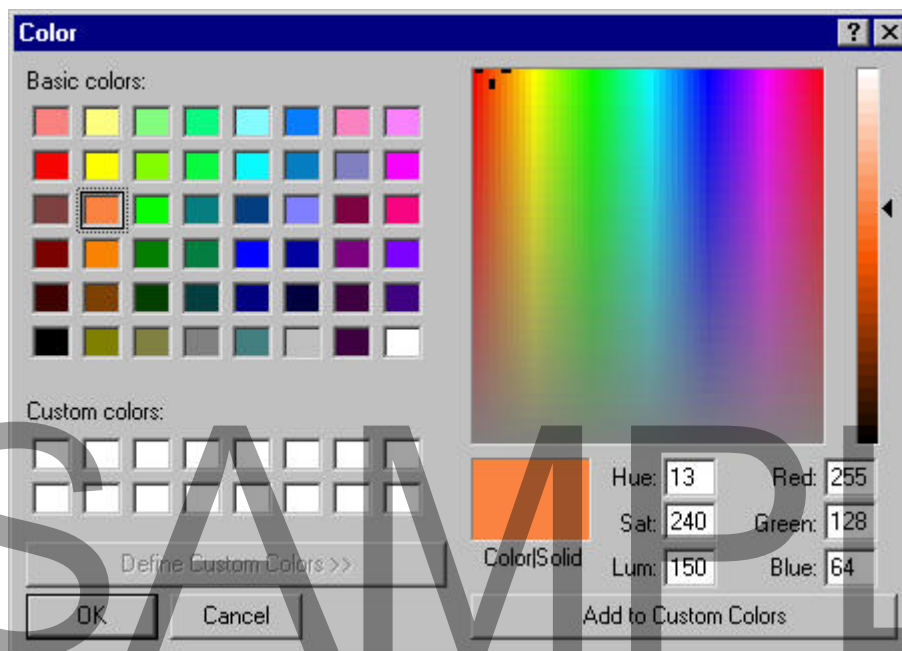 Color
Basic colors:
Custom colors:
Define Custom Colors >>
OK
Cancel
Color|Solid
Hue: 13
Sat: 240
Lum: 150
Red: 255
Green: 128
Blue: 64
Add to Custom Colors
SAMPL